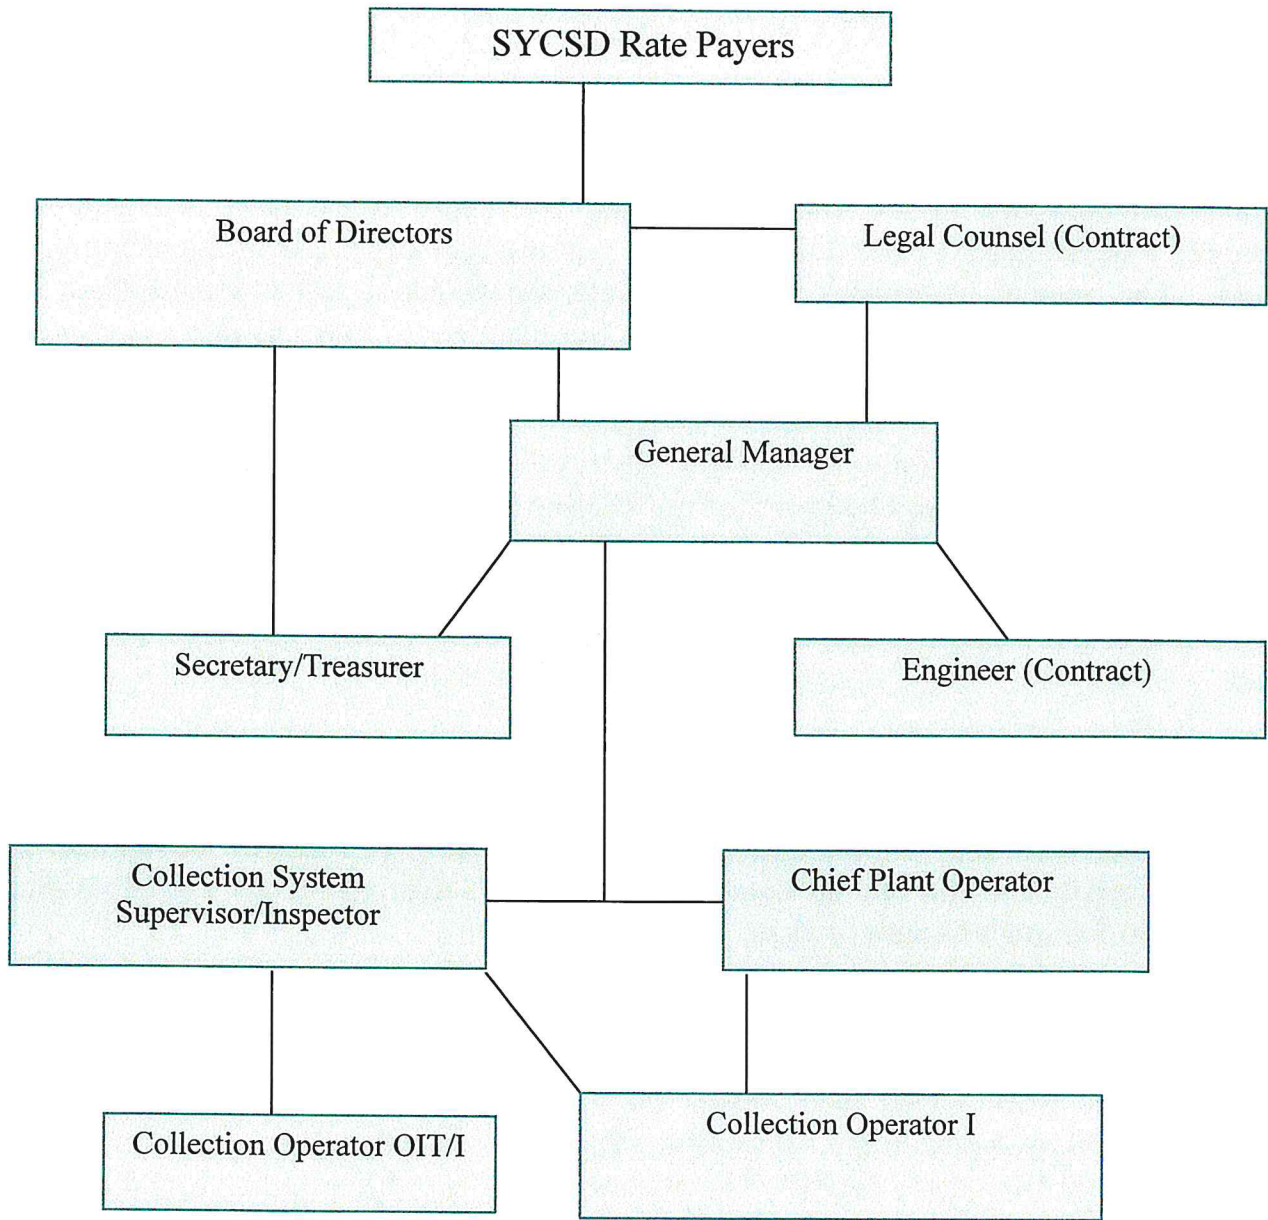 SYCSD Rate Payers
Board of Directors
Legal Counsel (Contract)
General Manager
Secretary/Treasurer
Engineer (Contract)
Collection System
Supervisor/Inspector
Chief Plant Operator
Collection Operator OIT/I
Collection Operator I